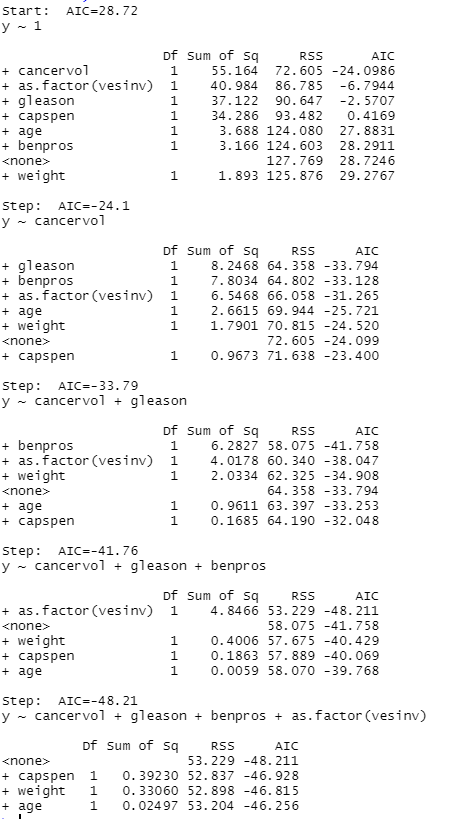 Start:  AIC=28.72
y ~ 1
Df Sum of Sq     RSS      AIC
+ cancervol          1    55.164  72.605 -24.0986
+ as.factor(vesinv)  1    40.984  86.785  -6.7944
+ gleason            1    37.122  90.647  -2.5707
+ capspen            1    34.286  93.482   0.4169
+ age                1     3.688 124.080  27.8831
+ benpros            1     3.166 124.603  28.2911
<none>                           127.769  28.7246
+ weight             1     1.893 125.876  29.2767
Step:  AIC=-24.1
y ~ cancervol
Df Sum of Sq    RSS     AIC
+ gleason            1    8.2468 64.358 -33.794
+ benpros            1    7.8034 64.802 -33.128
+ as.factor(vesinv)  1    6.5468 66.058 -31.265
+ age                1    2.6615 69.944 -25.721
+ weight             1    1.7901 70.815 -24.520
<none>                           72.605 -24.099
+ capspen            1    0.9673 71.638 -23.400
Step:  AIC=-33.79
y ~ cancervol + gleason
Df Sum of Sq    RSS     AIC
+ benpros            1    6.2827 58.075 -41.758
+ as.factor(vesinv)  1    4.0178 60.340 -38.047
+ weight             1    2.0334 62.325 -34.908
<none>                           64.358 -33.794
+ age                1    0.9611 63.397 -33.253
+ capspen            1    0.1685 64.190 -32.048
Step:  AIC=-41.76
y ~ cancervol + gleason + benpros
Df Sum of Sq    RSS     AIC
+ as.factor(vesinv)  1    4.8466 53.229 -48.211
<none>                           58.075 -41.758
+ weight             1    0.4006 57.675 -40.429
+ capspen            1    0.1863 57.889 -40.069
+ age                1    0.0059 58.070 -39.768
Step:  AIC=-48.21
y ~ cancervol + gleason + benpros + as.factor(vesinv)
Df Sum of Sq    RSS     AIC
<none>                 53.229 -48.211
+ capspen  1   0.39230 52.837 -46.928
+ weight   1   0.33060 52.898 -46.815
+ age      1   0.02497 53.204 -46.256